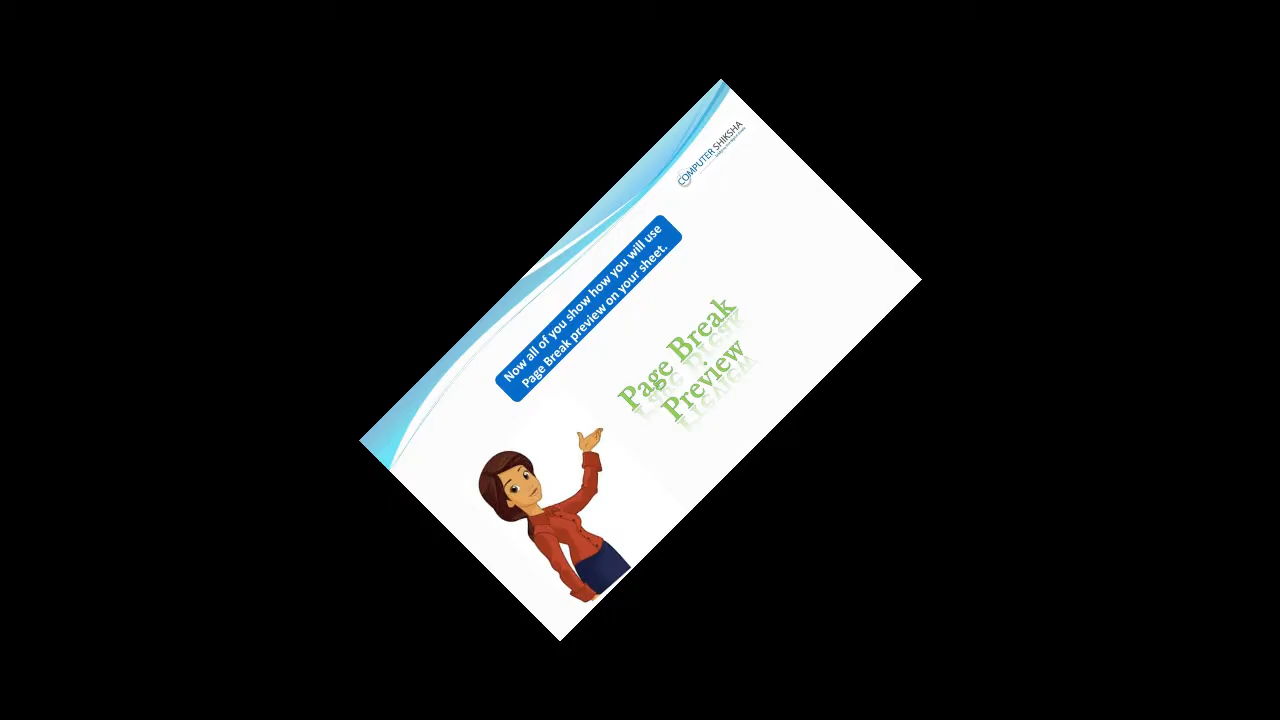 COMPUTER SHIKSHA
Now all of you show how you will use
Page Break preview on your sheet.
Page Break
Preview